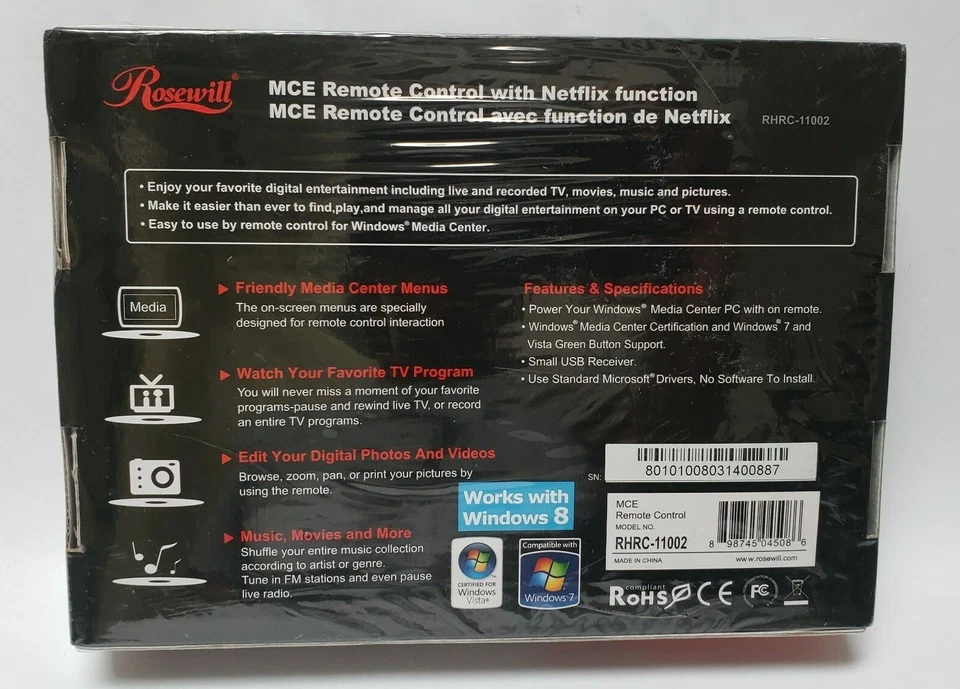 Rosewill®
MCE Remote Control with Netflix function
MCE Remote Control avec function de Netflix
RHRC-11002
• Enjoy your favorite digital entertainment including live and recorded TV, movies, music and pictures.
• Make it easier than ever to find,play,and manage all your digital entertainment on your PC or TV using a remote control.
• Easy to use by remote control for Windows® Media Center.
Media
▶ Friendly Media Center Menus
The on-screen menus are specially
designed for remote control interaction
▶ Watch Your Favorite TV Program
You will never miss a moment of your favorite
programs-pause and rewind live TV, or record
an entire TV programs.
▶ Edit Your Digital Photos And Videos
Browse, zoom, pan, or print your pictures by
using the remote.
▶ Music, Movies and More
Shuffle your entire music collection
according to artist or genre.
Tune in FM stations and even pause
live radio.
Features & Specifications
• Power Your Windows® Media Center PC with on remote.
• Windows® Media Center Certification and Windows® 7 and
Vista Green Button Support.
• Small USB Receiver.
• Use Standard Microsoft® Drivers, No Software To Install.
Works with
Windows 8
CERTIFIED FOR
Windows
Vista®
Compatible with
Windows®7
SN:
80101008031400887
MCE
Remote Control
MODEL NO.
RHRC-11002
MADE IN CHINA
8 98745 04508 6
www.rosewill.com
compliant
RoHS
CE
FC